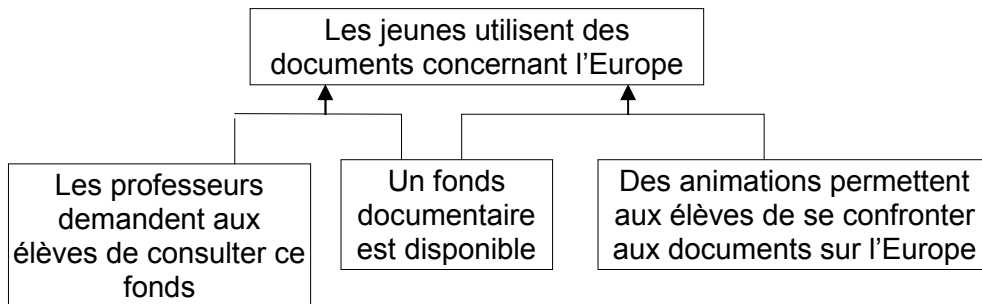 Les jeunes utilisent des
documents concernant l’Europe
Les professeurs
demandent aux
élèves de consulter ce
fonds
Un fonds
documentaire
est disponible
Des animations permettent
aux élèves de se confronter
aux documents sur l’Europe